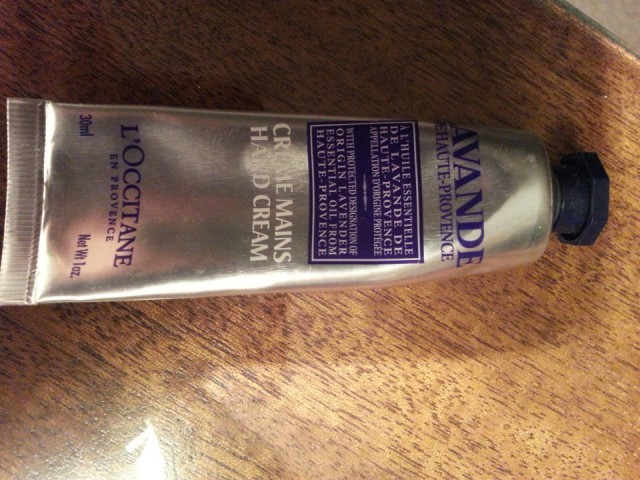 LAVANDE
DE HAUTE-PROVENCE
À L'HUILE ESSENTIELLE
DE LAVANDE DE
HAUTE-PROVENCE
APPELLATION D'ORIGINE PROTÉGÉE
WITH PROTECTED DESIGNATION OF
ORIGIN LAVENDER
ESSENTIAL OIL FROM
HAUTE-PROVENCE
CRÈME MAINS
HAND CREAM
L'OCCITANE
EN PROVENCE
30ml Net Wt 1oz.